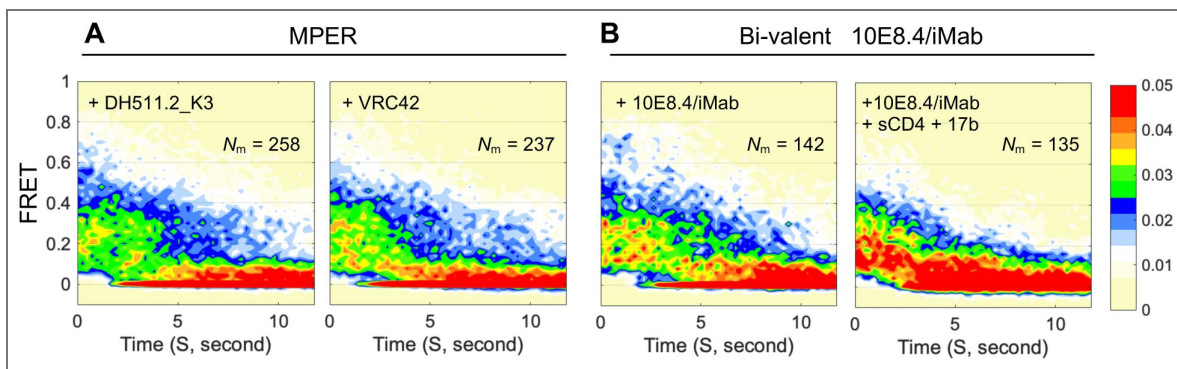 A MPER
B Bi-valent 10E8.4/iMab
FRET
1
0.8
0.6
0.4
0.2
0
+ DH511.2_K3
Nm = 258
0 5 10
Time (S, second)
+ VRC42
Nm = 237
0 5 10
Time (S, second)
+ 10E8.4/iMab
Nm = 142
0 5 10
Time (S, second)
+10E8.4/iMab
+ sCD4 + 17b
Nm = 135
0 5 10
Time (S, second)
0.05
0.04
0.03
0.02
0.01
0